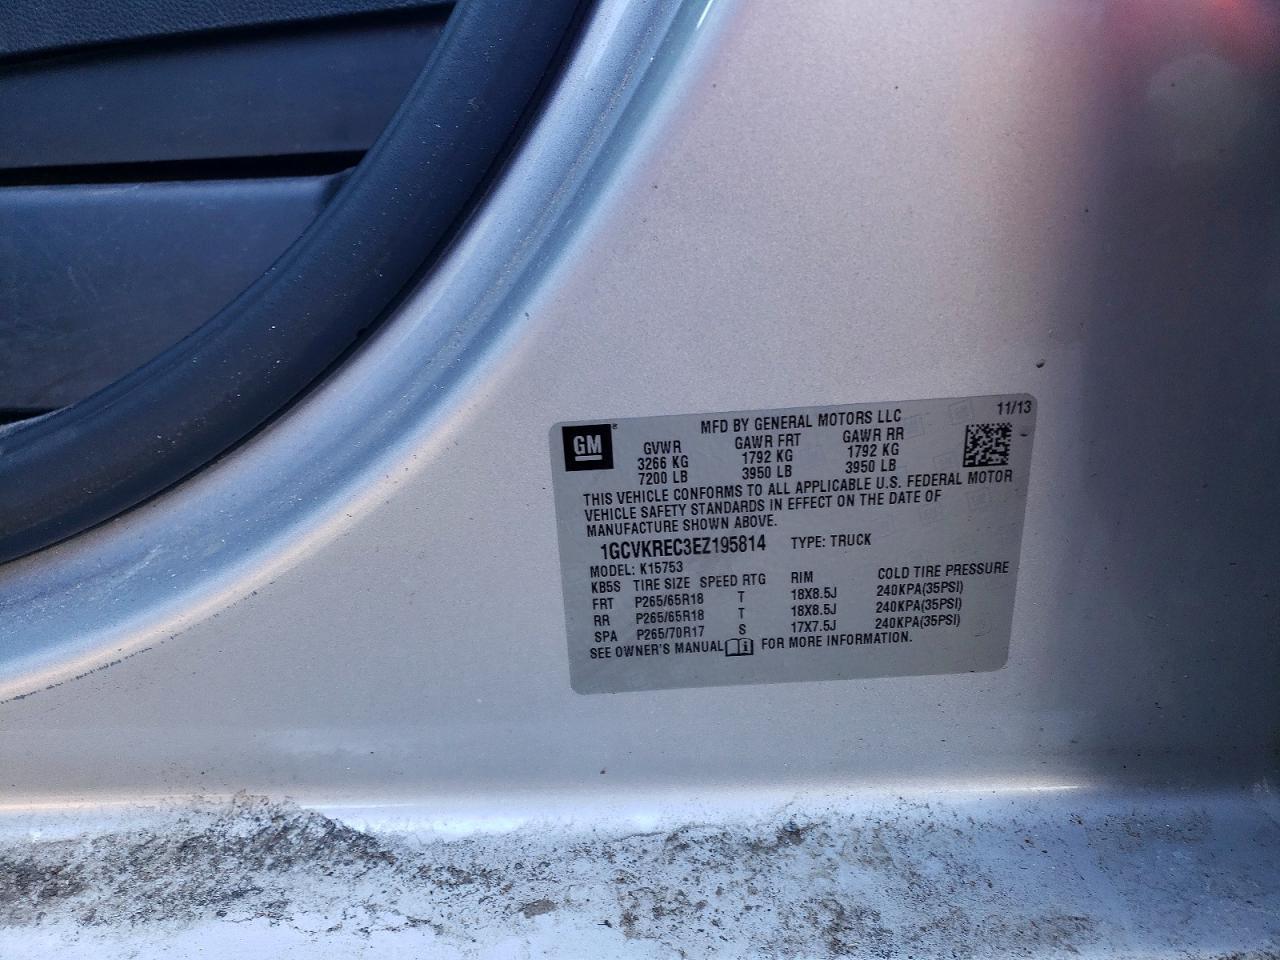 GM
MFD BY GENERAL MOTORS LLC 11/13
GVWR GAWR FRT GAWR RR
3266 KG 1792 KG 1792 KG
7200 LB 3950 LB 3950 LB
THIS VEHICLE CONFORMS TO ALL APPLICABLE U.S. FEDERAL MOTOR
VEHICLE SAFETY STANDARDS IN EFFECT ON THE DATE OF
MANUFACTURE SHOWN ABOVE.
1GCVKREC3EZ195814 TYPE: TRUCK
MODEL: K15753
KB5S TIRE SIZE SPEED RTG RIM COLD TIRE PRESSURE
FRT P265/65R18 T 18X8.5J 240KPA(35PSI)
RR P265/65R18 T 18X8.5J 240KPA(35PSI)
SPA P265/70R17 S 17X7.5J 240KPA(35PSI)
SEE OWNER'S MANUAL FOR MORE INFORMATION.